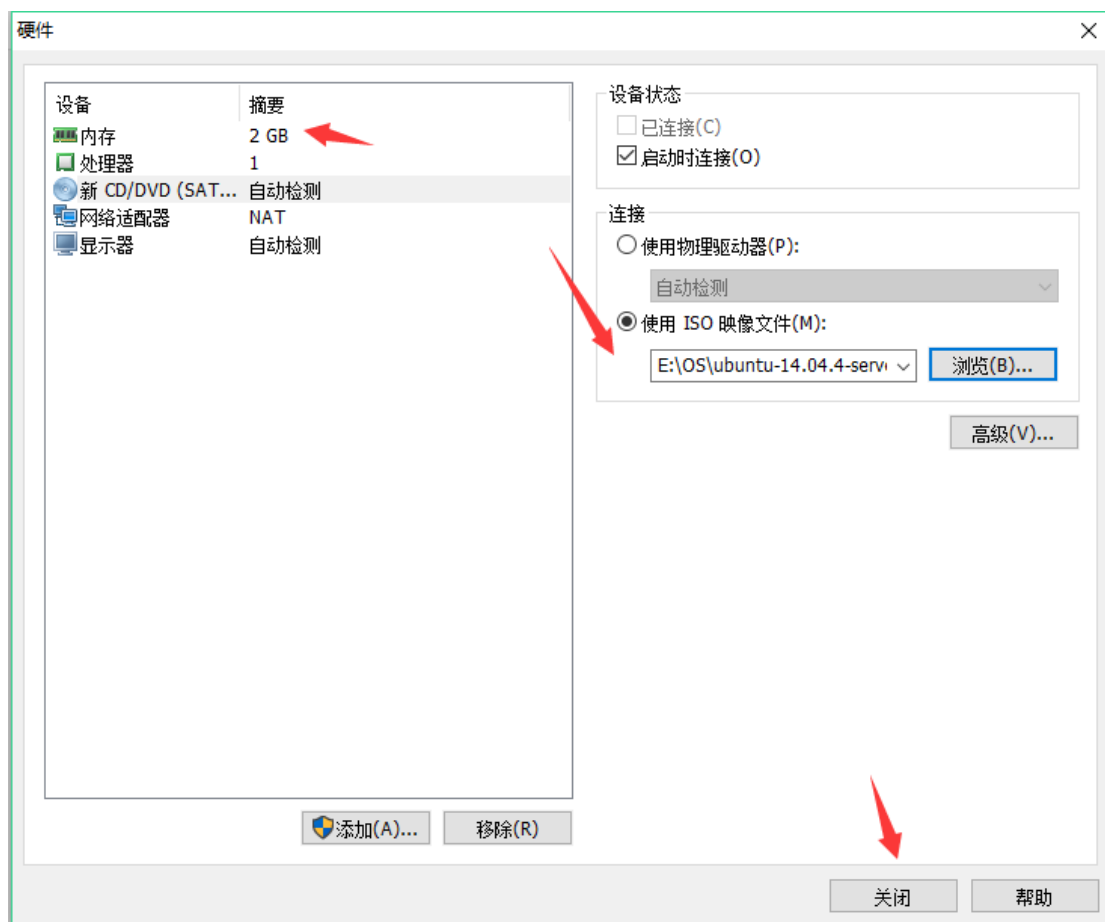 硬件
设备 摘要
内存 2 GB
处理器 1
新 CD/DVD (SAT... 自动检测
网络适配器 NAT
显示器 自动检测
添加(A)... 移除(R)
设备状态
已连接(C)
启动时连接(O)
连接
使用物理驱动器(P):
自动检测
使用 ISO 映像文件(M):
E:\OS\ubuntu-14.04.4-serv 浏览(B)...
高级(V)...
关闭 帮助